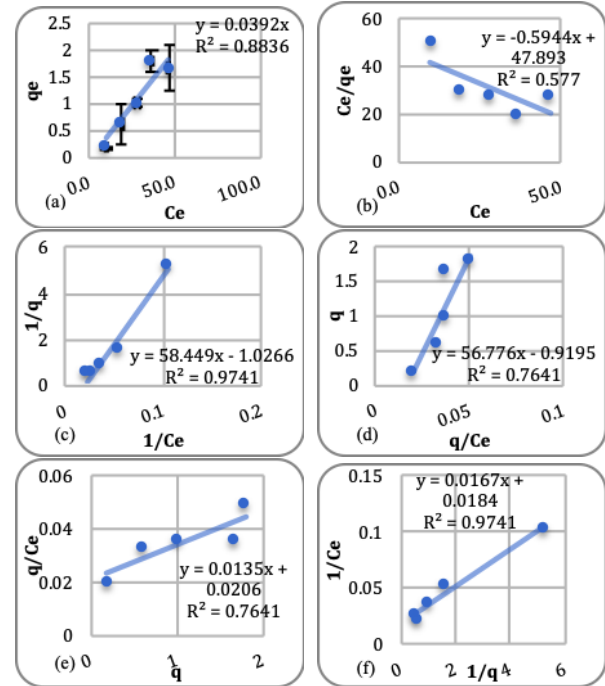 2.5
2
1.5
1
0.5
0
qe
y = 0.0392x
R² = 0.8836
0.0
50.0
100.0
(a)
Ce
60
40
20
0
Ce/qe
y = -0.5944x +
47.893
R² = 0.577
0.0
50.0
(b)
Ce
6
4
2
0
1/q
y = 58.449x - 1.0266
R² = 0.9741
0
0.1
0.2
(c)
1/Ce
2
1.5
1
0.5
0
q
y = 56.776x - 0.9195
R² = 0.7641
0
0.05
0.1
(d)
q/Ce
0.06
0.04
0.02
0
q/Ce
y = 0.0135x +
0.0206
R² = 0.7641
0
1
2
(e)
q
0.15
0.1
0.05
0
1/Ce
y = 0.0167x +
0.0184
R² = 0.9741
0
2
4
6
(f)
1/q